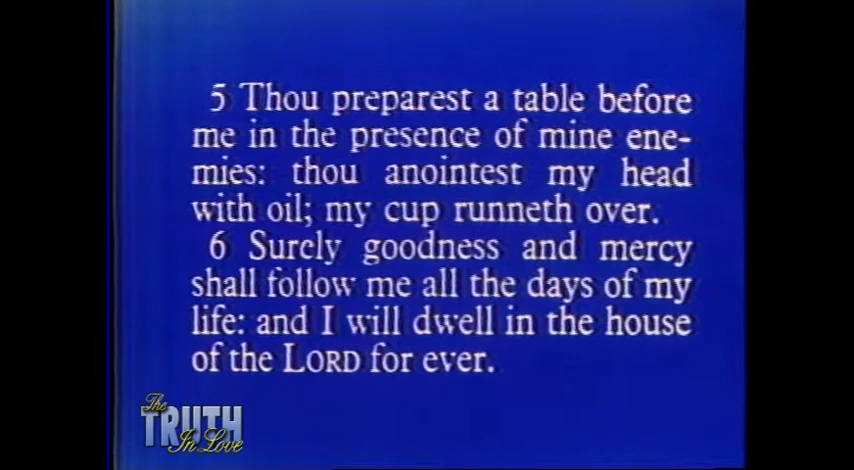 5 Thou preparest a table before
me in the presence of mine ene-
mies: thou anointest my head
with oil; my cup runneth over.
6 Surely goodness and mercy
shall follow me all the days of my
life: and I will dwell in the house
of the LORD for ever.
The
TRUTH
In Love